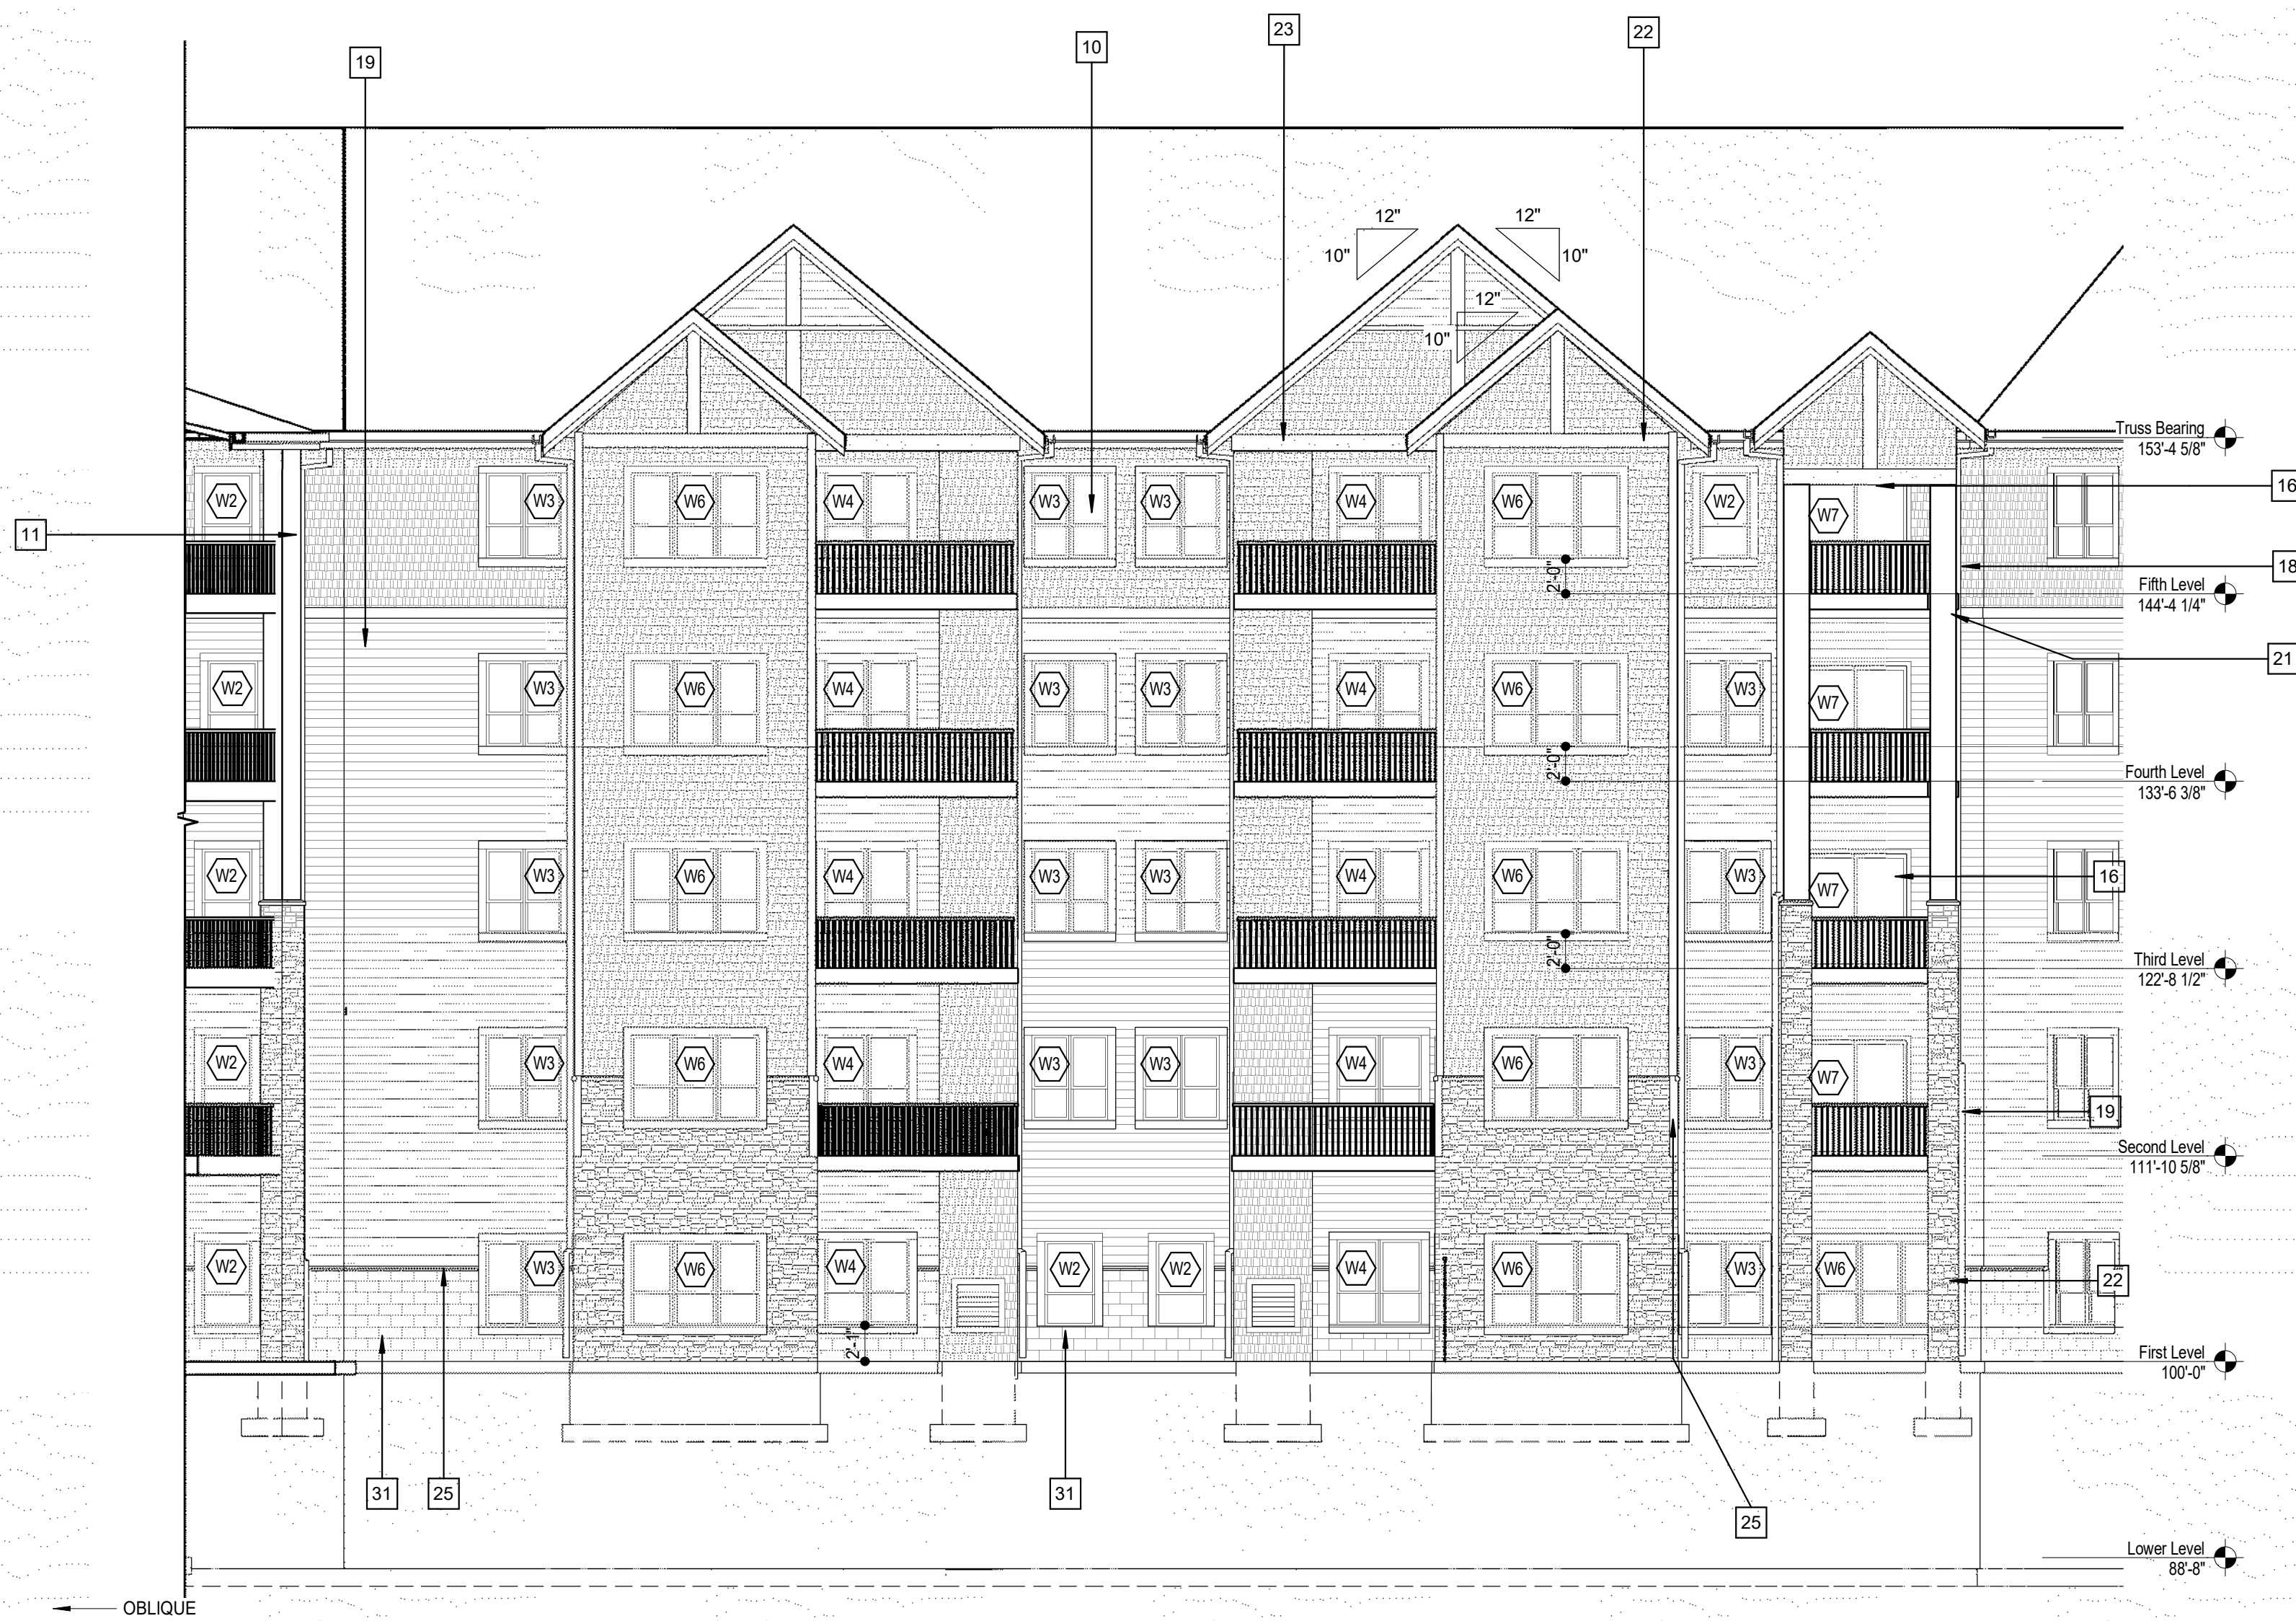 23
22
10
19
12"
12"
10"
10"
12"
10"
Truss Bearing
153'-4 5/8"
16
W2
W3
W6
W4
W3
W3
W4
W6
W2
W7
11
18
2'-0"
Fifth Level
144'-4 1/4"
21
W2
W3
W6
W4
W3
W3
W4
W6
W3
W7
2'-0"
Fourth Level
133'-6 3/8"
W2
W3
W6
W4
W3
W3
W4
W6
W3
W7
16
2'-0"
Third Level
122'-8 1/2"
W2
W3
W6
W4
W3
W3
W4
W6
W3
W7
19
Second Level
111'-10 5/8"
W2
W3
W6
W4
W2
W2
W4
W6
W3
W6
22
2'-1"
First Level
100'-0"
31
25
31
25
Lower Level
88'-8"
OBLIQUE